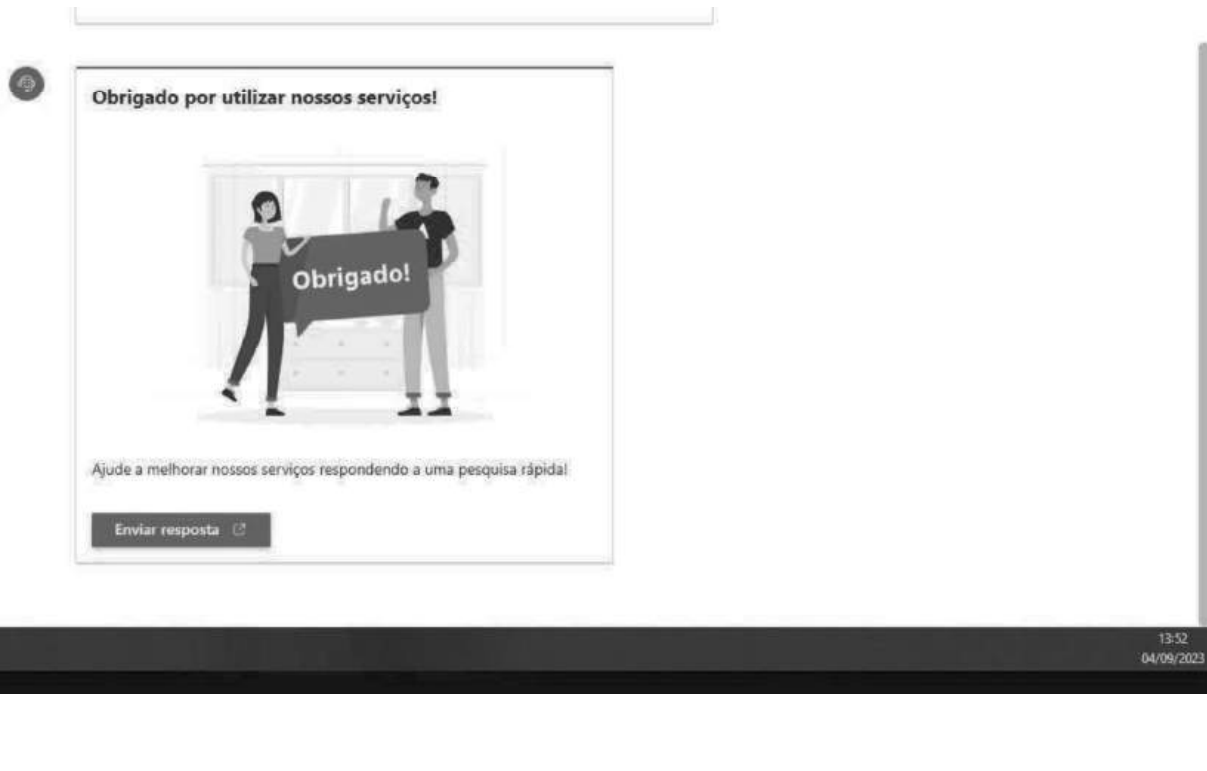 Obrigado por utilizar nossos serviços!
Obrigado!
Ajude a melhorar nossos serviços respondendo a uma pesquisa rápida!
Enviar resposta
13:52
04/09/2023